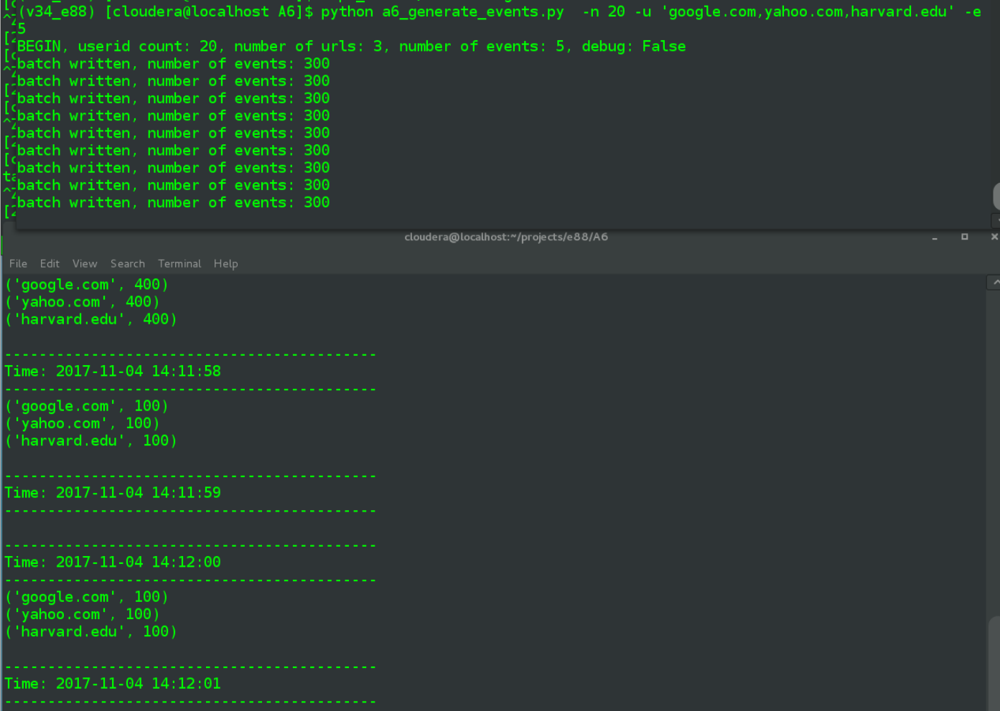 (v34_e88) [cloudera@localhost A6]$ python a6_generate_events.py  -n 20 -u 'google.com,yahoo.com,harvard.edu' -e
5
BEGIN, userid count: 20, number of urls: 3, number of events: 5, debug: False
batch written, number of events: 300
batch written, number of events: 300
batch written, number of events: 300
batch written, number of events: 300
batch written, number of events: 300
batch written, number of events: 300
batch written, number of events: 300
batch written, number of events: 300
batch written, number of events: 300
cloudera@localhost:~/projects/e88/A6
File Edit View Search Terminal Help
('google.com', 400)
('yahoo.com', 400)
('harvard.edu', 400)
-------------------------------------------
Time: 2017-11-04 14:11:58
-------------------------------------------
('google.com', 100)
('yahoo.com', 100)
('harvard.edu', 100)
-------------------------------------------
Time: 2017-11-04 14:11:59
-------------------------------------------
-------------------------------------------
Time: 2017-11-04 14:12:00
-------------------------------------------
('google.com', 100)
('yahoo.com', 100)
('harvard.edu', 100)
-------------------------------------------
Time: 2017-11-04 14:12:01
-------------------------------------------